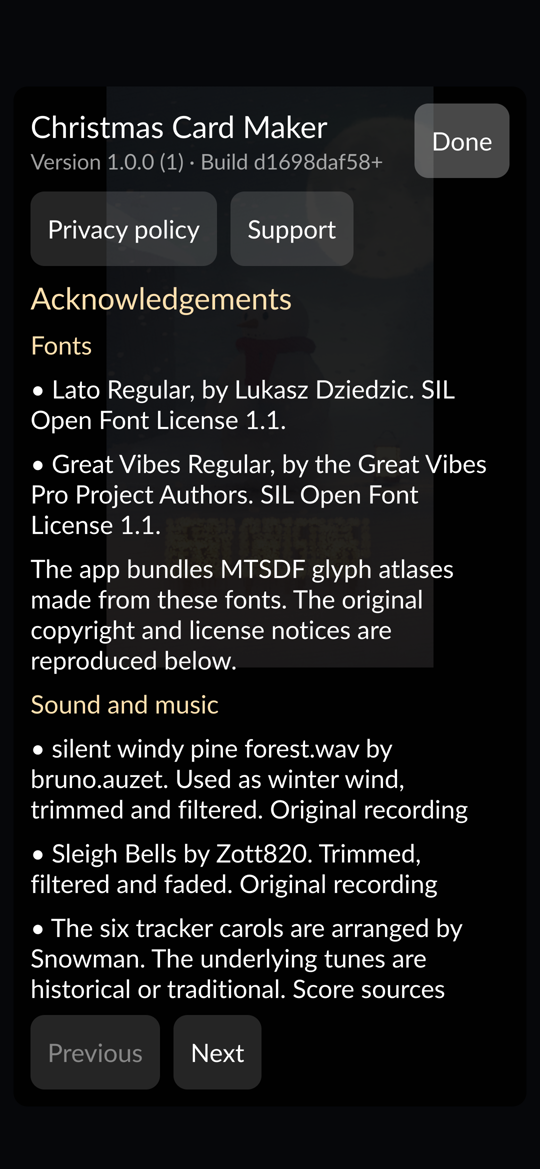 Christmas Card Maker
Done
Version 1.0.0 (1) · Build d1698daf58+
Privacy policy
Support
Acknowledgements
Fonts
• Lato Regular, by Lukasz Dziedzic. SIL
Open Font License 1.1.
• Great Vibes Regular, by the Great Vibes
Pro Project Authors. SIL Open Font
License 1.1.
The app bundles MTSDF glyph atlases
made from these fonts. The original
copyright and license notices are
reproduced below.
Sound and music
• silent windy pine forest.wav by
bruno.auzet. Used as winter wind,
trimmed and filtered. Original recording
• Sleigh Bells by Zott820. Trimmed,
filtered and faded. Original recording
• The six tracker carols are arranged by
Snowman. The underlying tunes are
historical or traditional. Score sources
Previous
Next